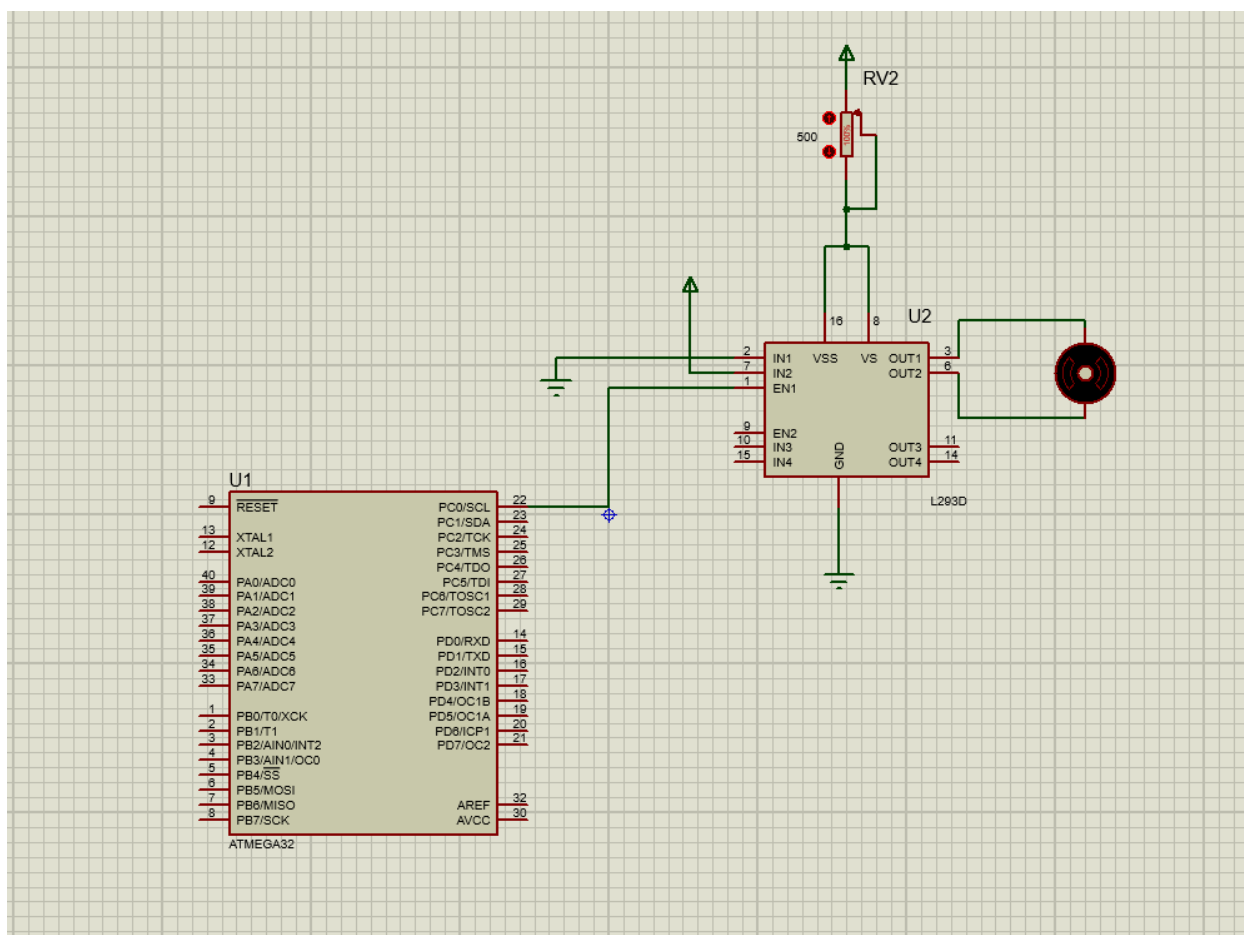 RV2
500
100%
16
8
U2
2
IN1
VSS
VS
OUT1
3
7
IN2
OUT2
6
1
EN1
9
EN2
10
IN3
GND
OUT3
11
15
IN4
OUT4
14
L293D
U1
9
RESET
PC0/SCL
22
PC1/SDA
23
13
XTAL1
PC2/TCK
24
12
XTAL2
PC3/TMS
25
PC4/TDO
26
40
PA0/ADC0
PC5/TDI
27
39
PA1/ADC1
PC6/TOSC1
28
38
PA2/ADC2
PC7/TOSC2
29
37
PA3/ADC3
36
PA4/ADC4
PD0/RXD
14
35
PA5/ADC5
PD1/TXD
15
34
PA6/ADC6
PD2/INT0
16
33
PA7/ADC7
PD3/INT1
17
PD4/OC1B
18
1
PB0/T0/XCK
PD5/OC1A
19
2
PB1/T1
PD6/ICP1
20
3
PB2/AIN0/INT2
PD7/OC2
21
4
PB3/AIN1/OC0
5
PB4/SS
6
PB5/MOSI
7
PB6/MISO
AREF
32
8
PB7/SCK
AVCC
30
ATMEGA32